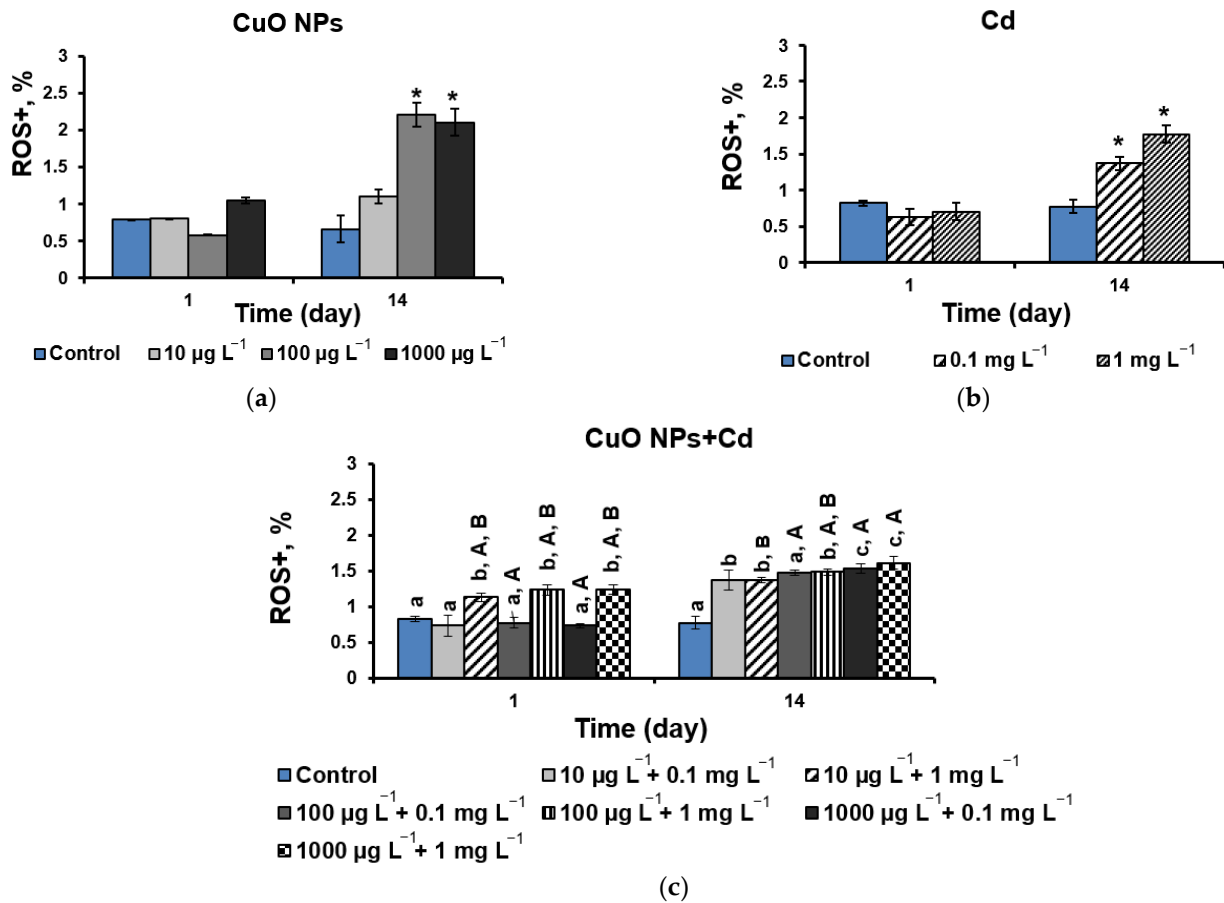 CuO NPs
ROS+, %
3
2.5
2
1.5
1
0.5
0
* *
1 14
Time (day)
Control 10 µg L⁻¹ 100 µg L⁻¹ 1000 µg L⁻¹
(a)
Cd
ROS+, %
3
2.5
2
1.5
1
0.5
0
* *
1 14
Time (day)
Control 0.1 mg L⁻¹ 1 mg L⁻¹
(b)
CuO NPs+Cd
ROS+, %
3
2.5
2
1.5
1
0.5
0
a
a
b, A, B
a, A
b, A, B
a, A
b, A, B
a
b
b, B
a, A
b, A, B
c, A
c, A
1 14
Time (day)
Control 10 µg L⁻¹+ 0.1 mg L⁻¹ 10 µg L⁻¹+ 1 mg L⁻¹
100 µg L⁻¹+ 0.1 mg L⁻¹ 100 µg L⁻¹+ 1 mg L⁻¹ 1000 µg L⁻¹+ 0.1 mg L⁻¹
1000 µg L⁻¹+ 1 mg L⁻¹
(c)